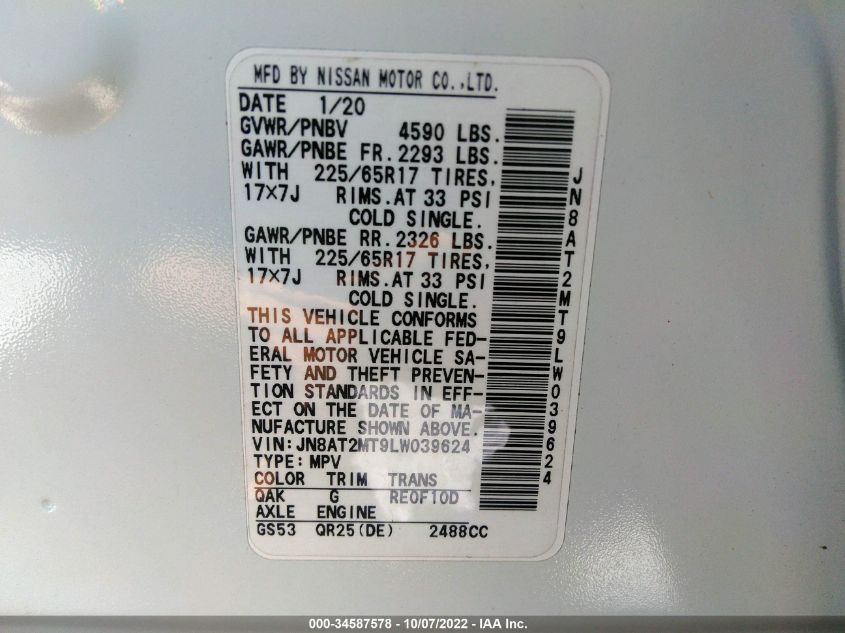 MFD BY NISSAN MOTOR CO.,LTD.
DATE 1/20
GVWR/PNBV 4590 LBS.
GAWR/PNBE FR. 2293 LBS.
WITH 225/65R17 TIRES,
17×7J RIMS. AT 33 PSI
COLD SINGLE.
GAWR/PNBE RR. 2326 LBS.
WITH 225/65R17 TIRES,
17×7J RIMS. AT 33 PSI
COLD SINGLE.
THIS VEHICLE CONFORMS
TO ALL APPLICABLE FED-
ERAL MOTOR VEHICLE SA-
FETY AND THEFT PREVEN-
TION STANDARDS IN EFF-
ECT ON THE DATE OF MA-
NUFACTURE SHOWN ABOVE.
VIN: JN8AT2MT9LW039624
TYPE: MPV
COLOR TRIM TRANS
QAK G RE0F10D
AXLE ENGINE
GS53 QR25(DE) 2488CC
JN8AT2MT9LW039624
000-34587578 - 10/07/2022 - IAA Inc.